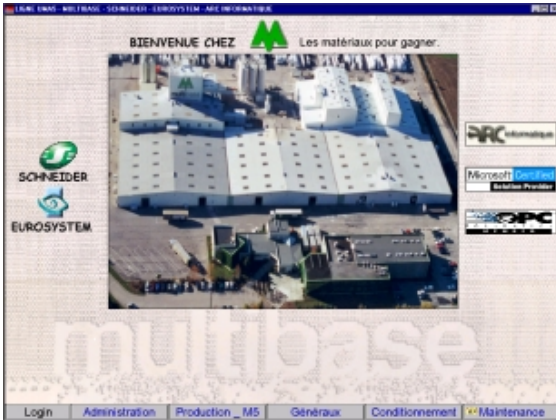 LIGNE UMAS - MULTIBASE - SCHNEIDER - EUROSYSTEM - ARC INFORMATIQUE
BIENVENUE CHEZ
Les matériaux pour gagner.
SCHNEIDER
EUROSYSTEM
ARC informatique
Microsoft Certified
Solution Provider
OPC
multibase
Login
Administration
Production _ M5
Généraux
Conditionnement
Maintenance